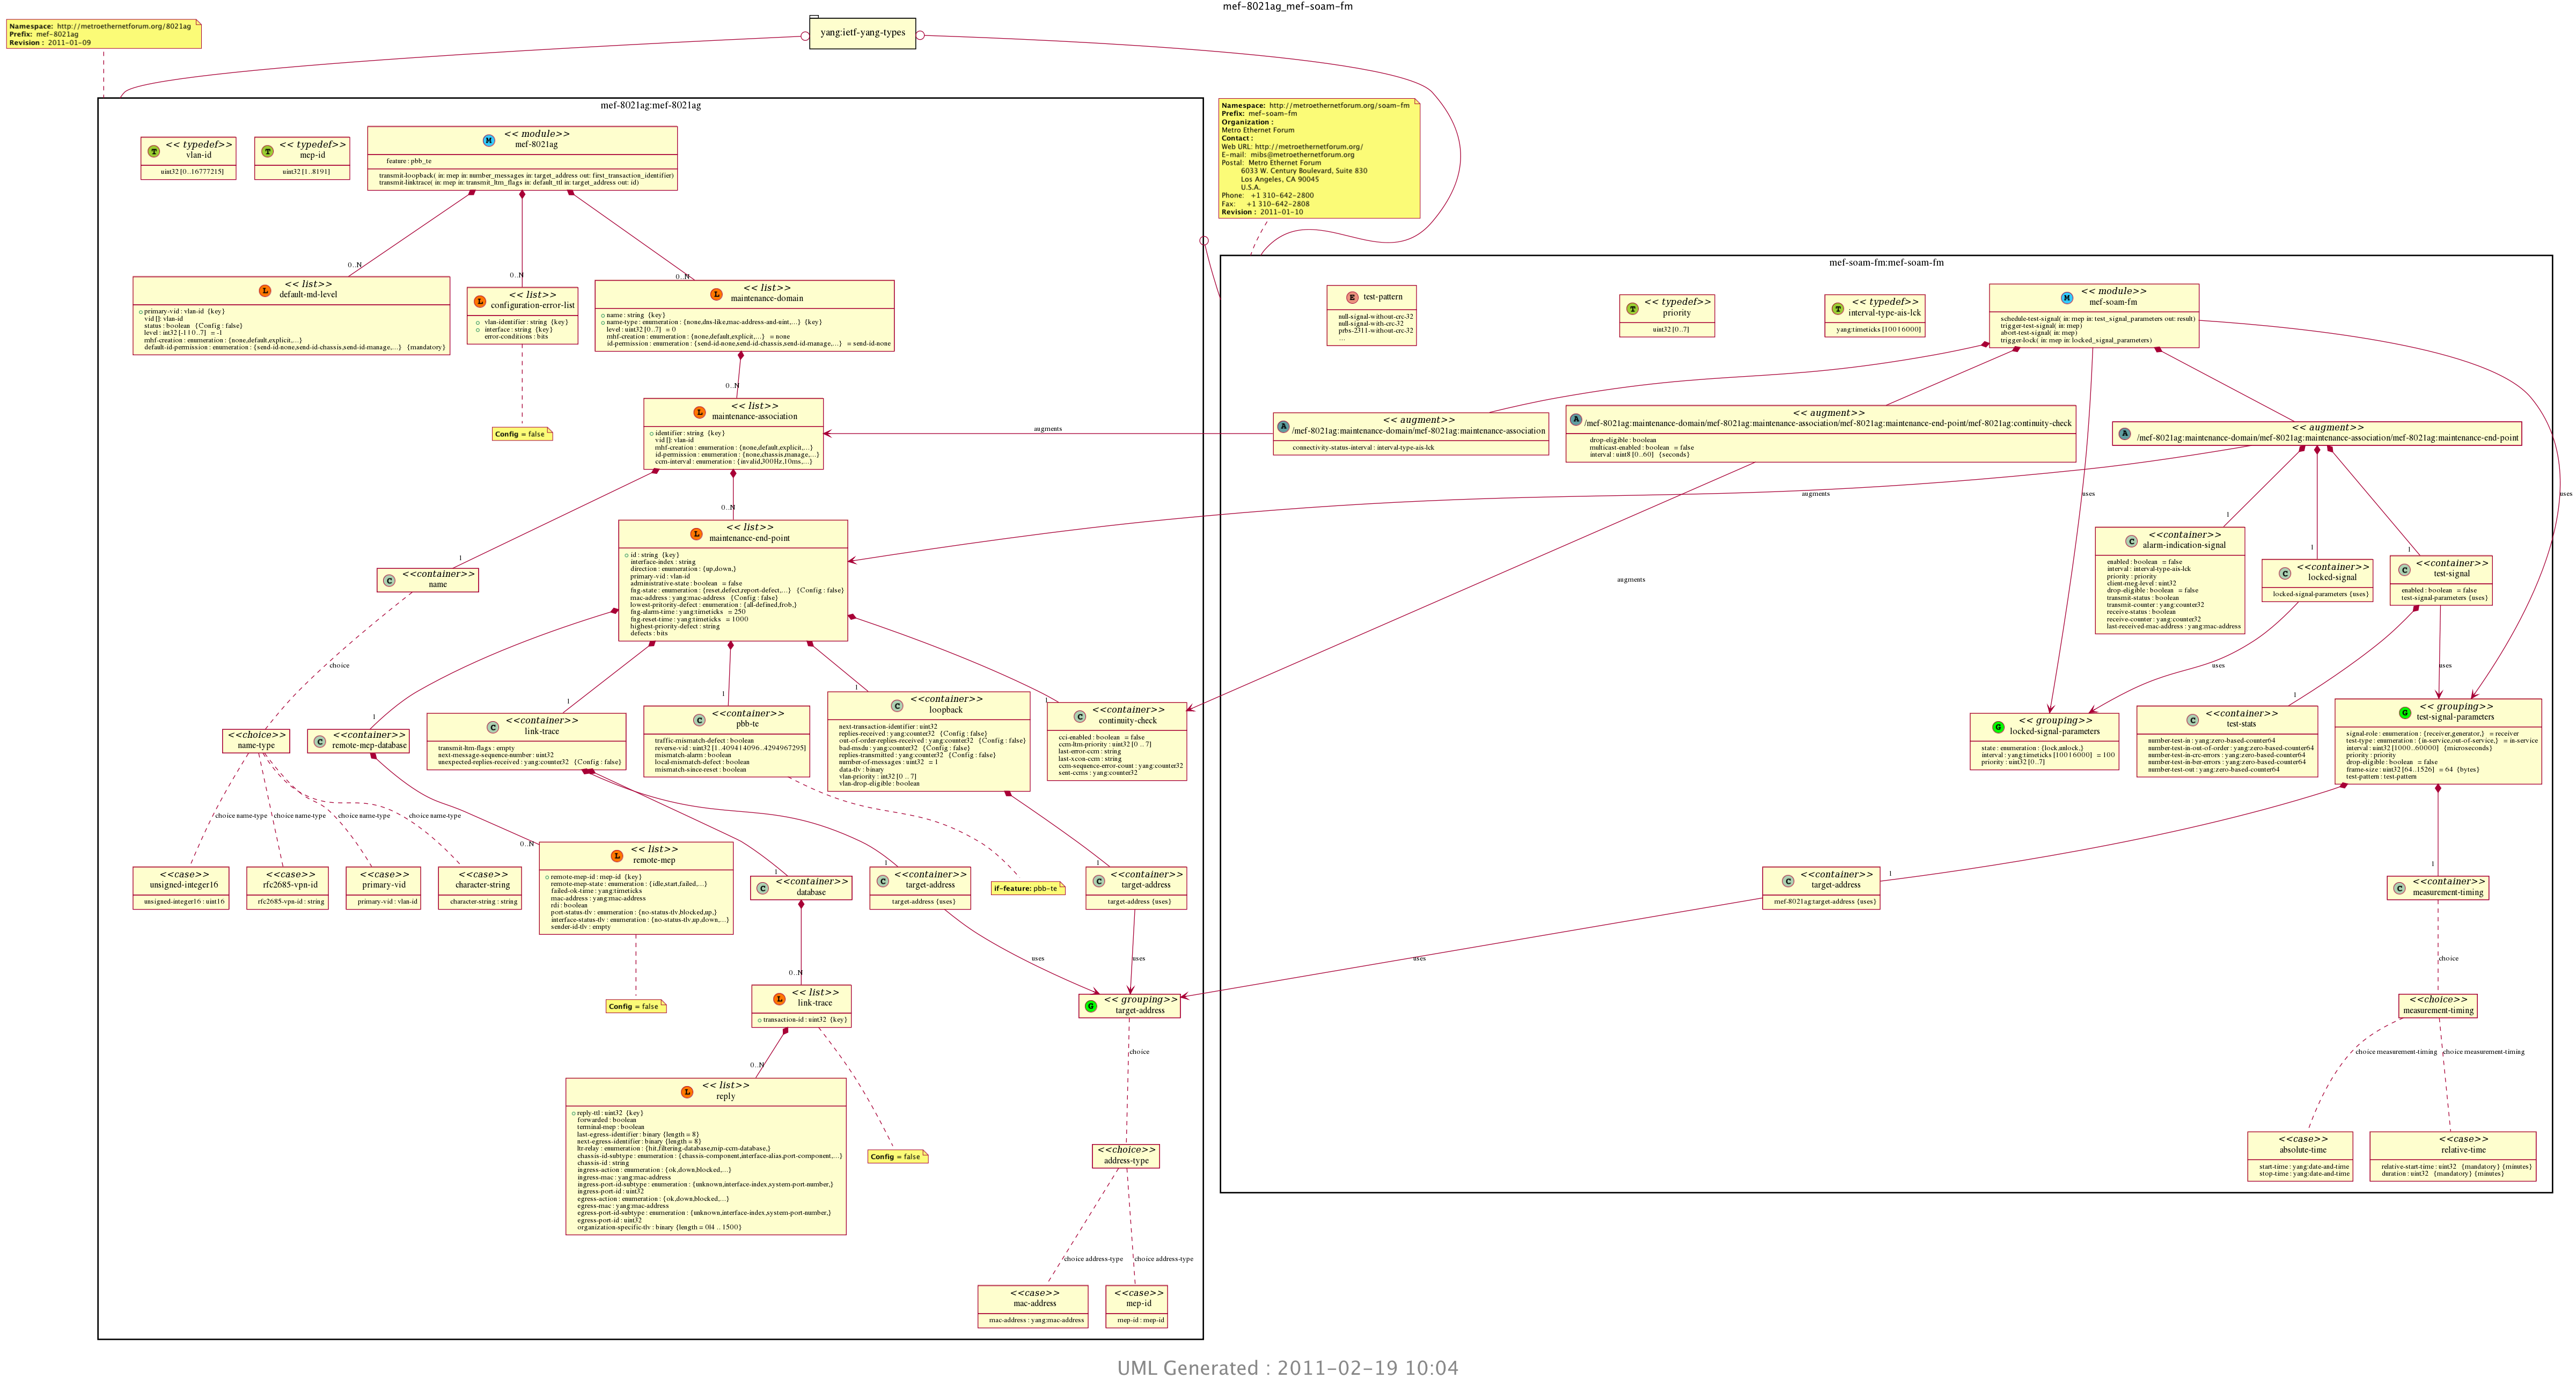 mef-8021ag_mef-soam-fm
Namespace: http://metroethernetforum.org/8021ag
Prefix: mef-8021ag
Revision : 2011-01-09
yang:ietf-yang-types
mef-8021ag:mef-8021ag
T
<< typedef>>
vlan-id
uint32 [0..16777215]
T
<< typedef>>
mep-id
uint32 [1..8191]
M
<< module>>
mef-8021ag
feature : pbb_te
transmit-loopback( in: mep in: number_messages in: target_address out: first_transaction_identifier)
transmit-linktrace( in: mep in: transmit_ltm_flags in: default_ttl in: target_address out: id)
0..N
0..N
0..N
L
<< list>>
default-md-level
primary-vid : vlan-id {key}
vid []: vlan-id
status : boolean {Config : false}
level : int32 [-1 | 0..7] = -1
mhf-creation : enumeration : {none,default,explicit,...}
default-id-permission : enumeration : {send-id-none,send-id-chassis,send-id-manage,...} {mandatory}
L
<< list>>
configuration-error-list
vlan-identifier : string {key}
interface : string {key}
error-conditions : bits
Config = false
L
<< list>>
maintenance-domain
name : string {key}
name-type : enumeration : {none,dns-like,mac-address-and-uint,...} {key}
level : uint32 [0..7] = 0
mhf-creation : enumeration : {none,default,explicit,...} = none
id-permission : enumeration : {send-id-none,send-id-chassis,send-id-manage,...} = send-id-none
0..N
L
<< list>>
maintenance-association
identifier : string {key}
vid []: vlan-id
mhf-creation : enumeration : {none,default,explicit,...}
id-permission : enumeration : {none,chassis,manage,...}
ccm-interval : enumeration : {invalid,300Hz,10ms,...}
0..N
1
L
<< list>>
maintenance-end-point
id : string {key}
interface-index : string
direction : enumeration : {up,down,}
primary-vid : vlan-id
administrative-state : boolean = false
fng-state : enumeration : {reset,defect,report-defect,...} {Config : false}
mac-address : yang:mac-address {Config : false}
lowest-pritority-defect : enumeration : {all-defined,frob,}
fng-alarm-time : yang:timeticks = 250
fng-reset-time : yang:timeticks = 1000
highest-priority-defect : string
defects : bits
C
<<container>>
name
choice
<<choice>>
name-type
1
C
<<container>>
remote-mep-database
1
C
<<container>>
link-trace
transmit-ltm-flags : empty
next-message-sequence-number : uint32
unexpected-replies-received : yang:counter32 {Config : false}
1
C
<<container>>
pbb-te
traffic-mismatch-defect : boolean
reverse-vid : uint32 [1..4094|4096..4294967295]
mismatch-alarm : boolean
local-mismatch-defect : boolean
mismatch-since-reset : boolean
1
C
<<container>>
loopback
next-transaction-identifier : uint32
replies-received : yang:counter32 {Config : false}
out-of-order-replies-received : yang:counter32 {Config : false}
bad-msdu : yang:counter32 {Config : false}
replies-transmitted : yang:counter32 {Config : false}
number-of-messages : uint32 = 1
data-tlv : binary
vlan-priority : uint32 [0 .. 7]
vlan-drop-eligible : boolean
1
C
<<container>>
continuity-check
cci-enabled : boolean = false
ccm-ltm-priority : uint32 [0 .. 7]
last-error-ccm : string
last-xcon-ccm : string
ccm-sequence-error-count : yang:counter32
sent-ccms : yang:counter32
choice name-type
choice name-type
choice name-type
choice name-type
<<case>>
unsigned-integer16
unsigned-integer16 : uint16
<<case>>
rfc2685-vpn-id
rfc2685-vpn-id : string
<<case>>
primary-vid
primary-vid : vlan-id
<<case>>
character-string
character-string : string
0..N
L
<< list>>
remote-mep
remote-mep-id : mep-id {key}
remote-mep-state : enumeration : {idle,start,failed,...}
failed-ok-time : yang:timeticks
mac-address : yang:mac-address
rdi : boolean
port-status-tlv : enumeration : {no-status-tlv,blocked,up,}
interface-status-tlv : enumeration : {no-status-tlv,up,down,...}
sender-id-tlv : empty
Config = false
1
C
<<container>>
database
1
C
<<container>>
target-address
target-address {uses}
if-feature: pbb-te
1
C
<<container>>
target-address
target-address {uses}
0..N
uses
uses
L
<< list>>
link-trace
transaction-id : uint32 {key}
G
<< grouping>>
target-address
0..N
choice
L
<< list>>
reply
reply-ttl : uint32 {key}
forwarded : boolean
terminal-mep : boolean
last-egress-identifier : binary {length = 8}
next-egress-identifier : binary {length = 8}
ltr-relay : enumeration : {hit,filtering-database,mip-ccm-database,}
chassis-id-subtype : enumeration : {chassis-component,interface-alias,port-component,...}
chassis-id : string
ingress-action : enumeration : {ok,down,blocked,...}
ingress-mac : yang:mac-address
ingress-port-id-subtype : enumeration : {unknown,interface-index,system-port-number,}
ingress-port-id : uint32
egress-action : enumeration : {ok,down,blocked,...}
egress-mac : yang:mac-address
egress-port-id-subtype : enumeration : {unknown,interface-index,system-port-number,}
egress-port-id : uint32
organization-specific-tlv : binary {length = 0|4 .. 1500}
Config = false
<<choice>>
address-type
choice address-type
choice address-type
<<case>>
mac-address
mac-address : yang:mac-address
<<case>>
mep-id
mep-id : mep-id
Namespace: http://metroethernetforum.org/soam-fm
Prefix: mef-soam-fm
Organization :
Metro Ethernet Forum
Contact :
Web URL: http://metroethernetforum.org/
E-mail: mibs@metroethernetforum.org
Postal: Metro Ethernet Forum
6033 W. Century Boulevard, Suite 830
Los Angeles, CA 90045
U.S.A.
Phone: +1 310-642-2800
Fax: +1 310-642-2808
Revision : 2011-01-10
mef-soam-fm:mef-soam-fm
E
test-pattern
null-signal-without-crc-32
null-signal-with-crc-32
prbs-2311-without-crc-32
...
T
<< typedef>>
priority
uint32 [0..7]
T
<< typedef>>
interval-type-ais-lck
yang:timeticks [100 | 6000]
M
<< module>>
mef-soam-fm
schedule-test-signal( in: mep in: test_signal_parameters out: result)
trigger-test-signal( in: mep)
abort-test-signal( in: mep)
trigger-lock( in: mep in: locked_signal_parameters)
augments
A
<< augment>>
/mef-8021ag:maintenance-domain/mef-8021ag:maintenance-association
connectivity-status-interval : interval-type-ais-lck
A
<< augment>>
/mef-8021ag:maintenance-domain/mef-8021ag:maintenance-association/mef-8021ag:maintenance-end-point/mef-8021ag:continuity-check
drop-eligible : boolean
multicast-enabled : boolean = false
interval : uint8 [0..60] {seconds}
A
<< augment>>
/mef-8021ag:maintenance-domain/mef-8021ag:maintenance-association/mef-8021ag:maintenance-end-point
augments
uses
uses
augments
1
C
<<container>>
alarm-indication-signal
enabled : boolean = false
interval : interval-type-ais-lck
priority : priority
client-meg-level : uint32
drop-eligible : boolean = false
transmit-status : boolean
transmit-counter : yang:counter32
receive-status : boolean
receive-counter : yang:counter32
last-received-mac-address : yang:mac-address
1
C
<<container>>
locked-signal
locked-signal-parameters {uses}
1
C
<<container>>
test-signal
enabled : boolean = false
test-signal-parameters {uses}
uses
uses
G
<< grouping>>
locked-signal-parameters
state : enumeration : {lock,unlock,}
interval : yang:timeticks [100 | 6000] = 100
priority : uint32 [0..7]
1
C
<<container>>
test-stats
number-test-in : yang:zero-based-counter64
number-test-in-out-of-order : yang:zero-based-counter64
number-test-in-crc-errors : yang:zero-based-counter64
number-test-in-ber-errors : yang:zero-based-counter64
number-test-out : yang:zero-based-counter64
G
<< grouping>>
test-signal-parameters
signal-role : enumeration : {receiver,generator,} = receiver
test-type : enumeration : {in-service,out-of-service,} = in-service
interval : uint32 [1000..60000] {microseconds}
priority : priority
drop-eligible : boolean = false
frame-size : uint32 [64..1526] = 64 {bytes}
test-pattern : test-pattern
1
C
<<container>>
target-address
mef-8021ag:target-address {uses}
uses
1
C
<<container>>
measurement-timing
choice
<<choice>>
measurement-timing
choice measurement-timing
choice measurement-timing
<<case>>
absolute-time
start-time : yang:date-and-time
stop-time : yang:date-and-time
<<case>>
relative-time
relative-start-time : uint32 {mandatory} {minutes}
duration : uint32 {mandatory} {minutes}
UML Generated : 2011-02-19 10:04